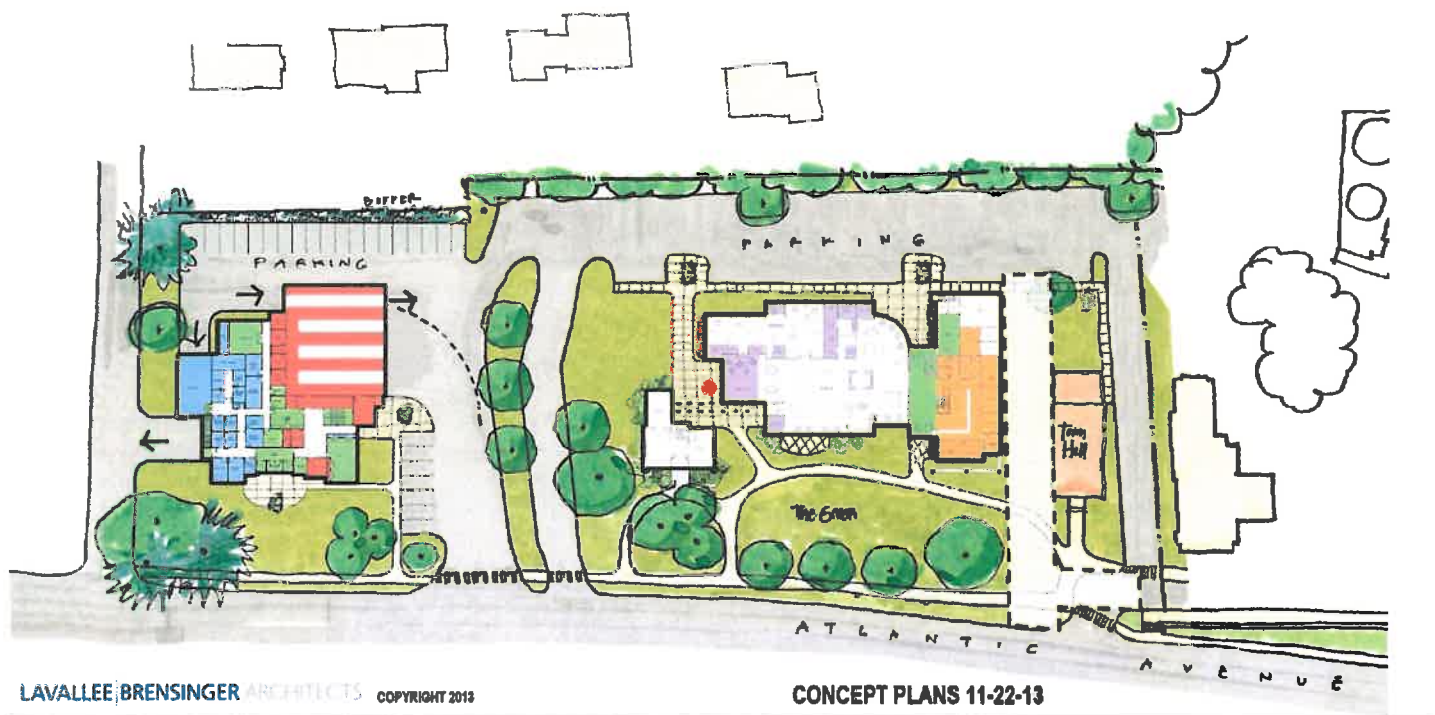 BUFFER
PARKING
PARKING
Town
Hall
The Green
ATLANTIC AVENUE
LAVALLEE BRENSINGER ARCHITECTS COPYRIGHT 2013
CONCEPT PLANS 11-22-13